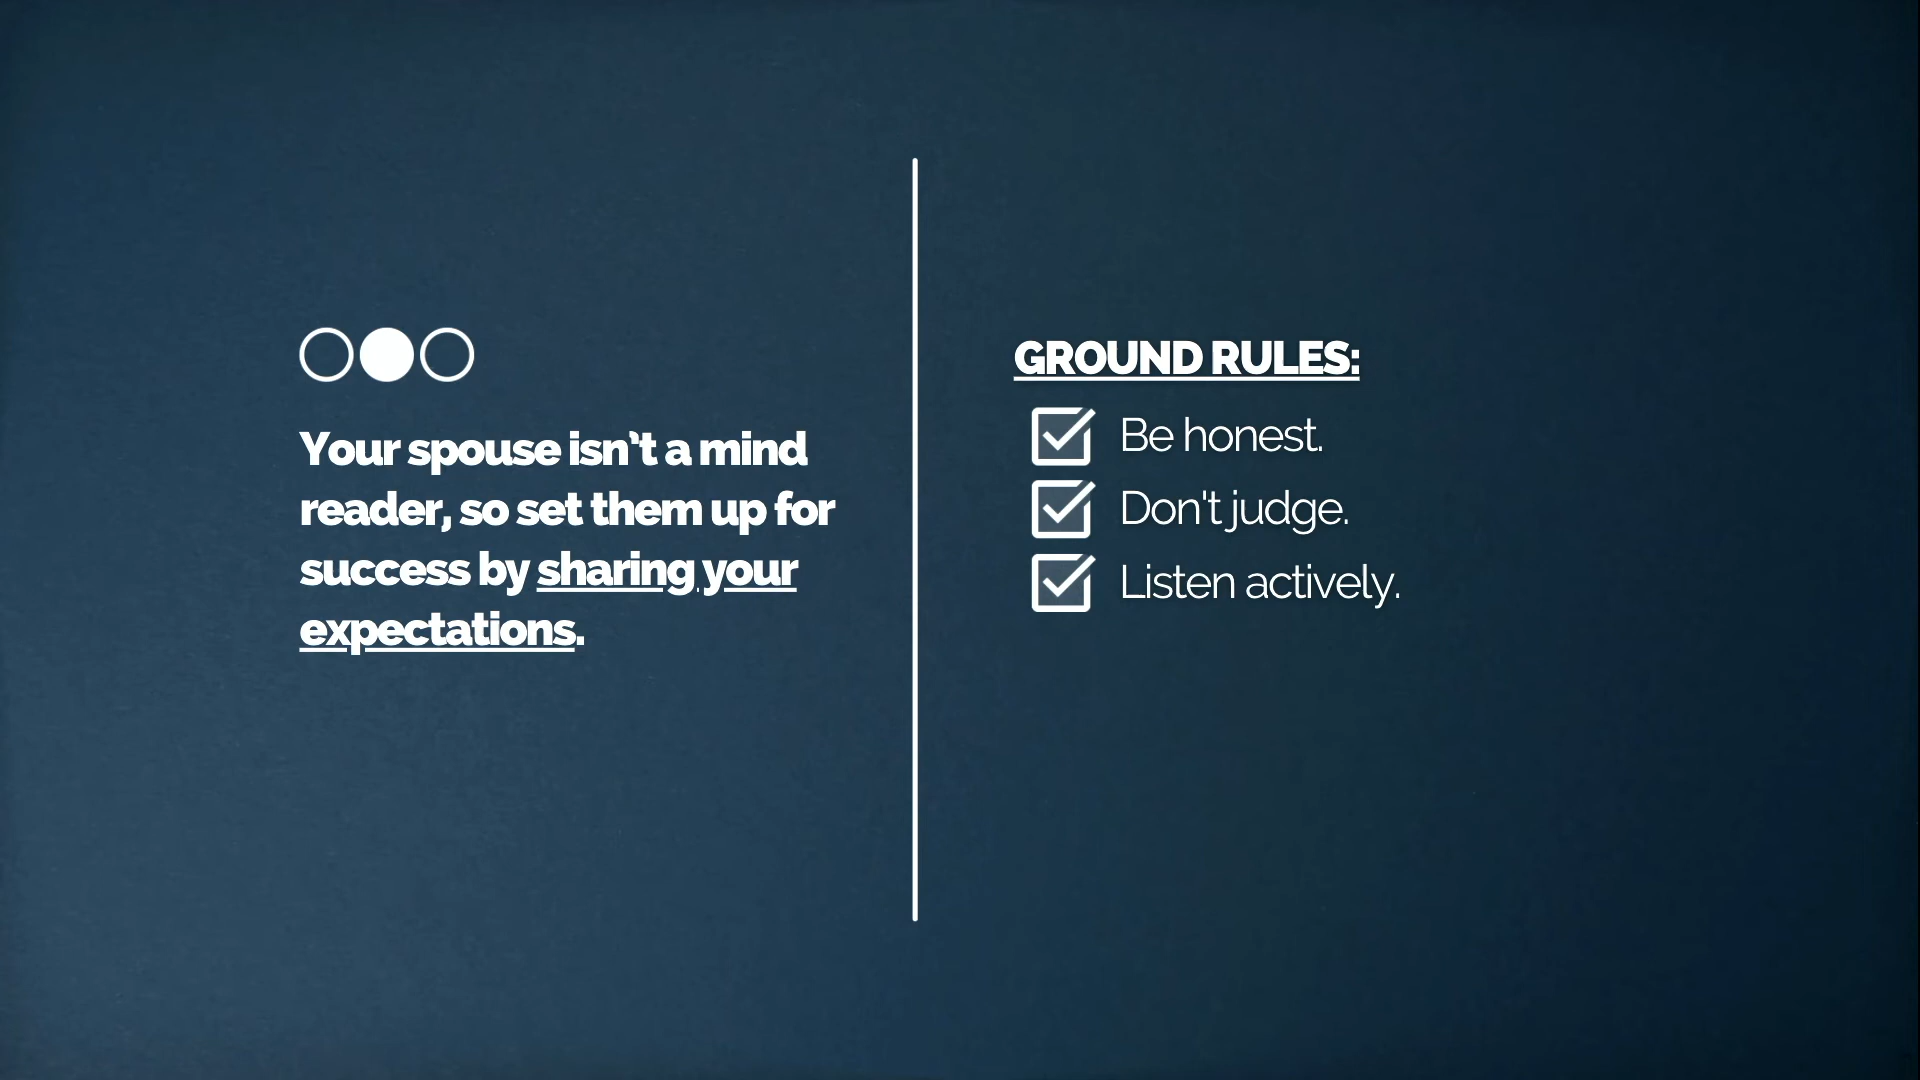 Your spouse isn’t a mind
reader, so set them up for
success by sharing your
expectations.
GROUND RULES:
Be honest.
Don't judge.
Listen actively.